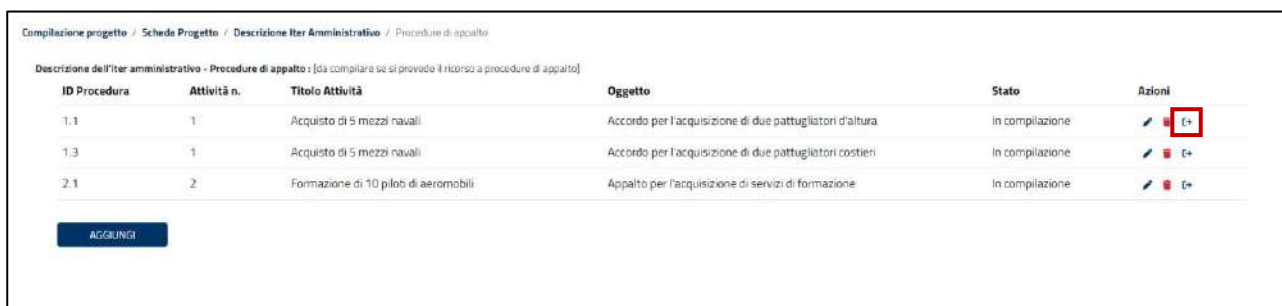 Compilazione progetto / Scheda Progetto / Descrizione Iter Amministrativo / Procedure di appalto
Descrizione dell'iter amministrativo - Procedure di appalto : [da compilare se si prevede il ricorso a procedure di appalto]
ID Procedura Attività n. Titolo Attività Oggetto Stato Azioni
1.1 1 Acquisto di 5 mezzi navali Accordo per l'acquisizione di due pattugliatori d'altura In compilazione
1.3 1 Acquisto di 5 mezzi navali Accordo per l'acquisizione di due pattugliatori costieri In compilazione
2.1 2 Formazione di 10 piloti di aeromobili Appalto per l'acquisizione di servizi di formazione In compilazione
AGGIUNGI